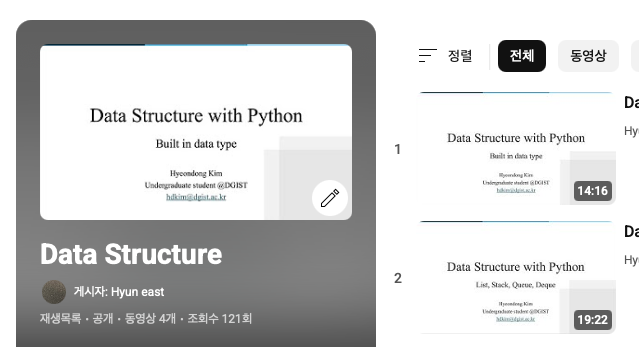 Data Structure with Python
Built in data type
Hyeondong Kim
Undergraduate student @DGIST
hdkim@dgist.ac.kr
Data Structure
게시자: Hyun east
재생목록 • 공개 • 동영상 4개 • 조회수 121회
정렬
전체
동영상
1
Data Structure with Python
Built in data type
Hyeondong Kim
Undergraduate student @DGIST
hdkim@dgist.ac.kr
14:16
Da
Hy
2
Data Structure with Python
List, Stack, Queue, Deque
Hyeondong Kim
Undergraduate student @DGIST
hdkim@dgist.ac.kr
19:22
Da
Hy